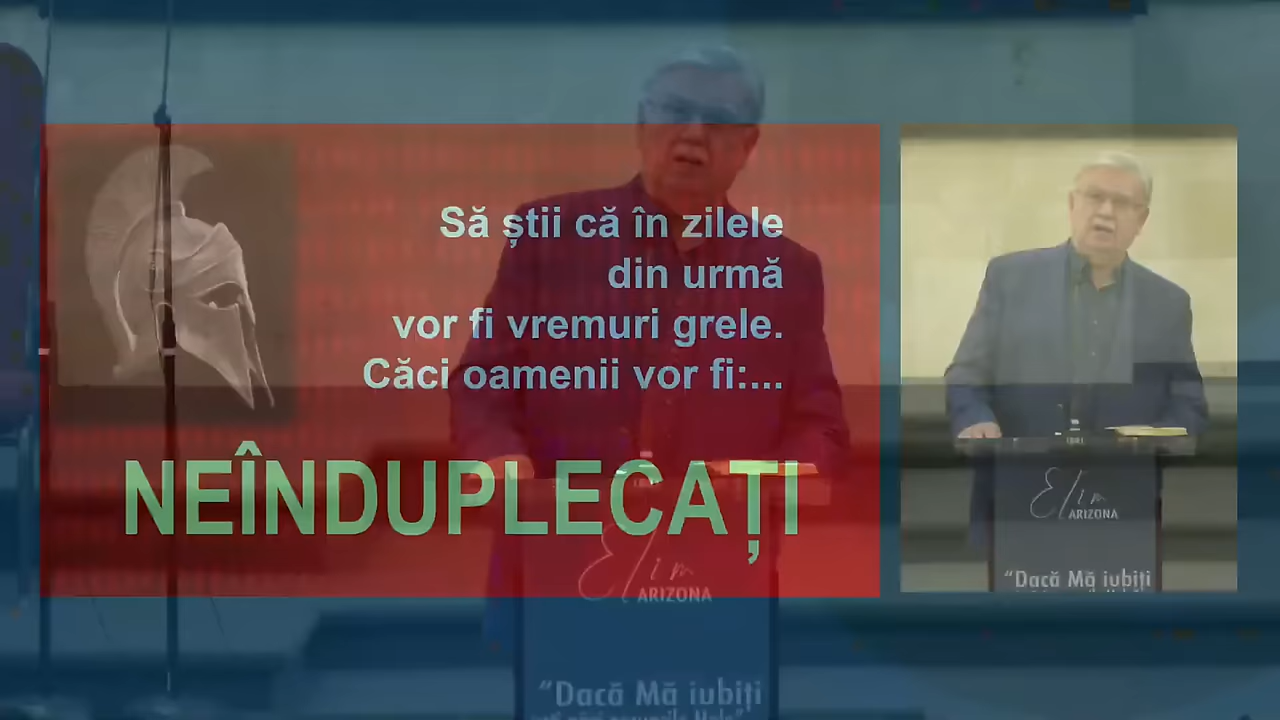 Să știi că în zilele
din urmă
vor fi vremuri grele.
Căci oamenii vor fi:...
NEÎNDUPLECAȚI
Elim
ARIZONA
“Dacă Mă iubiți
Elim
ARIZONA
“Dacă Mă iubiți